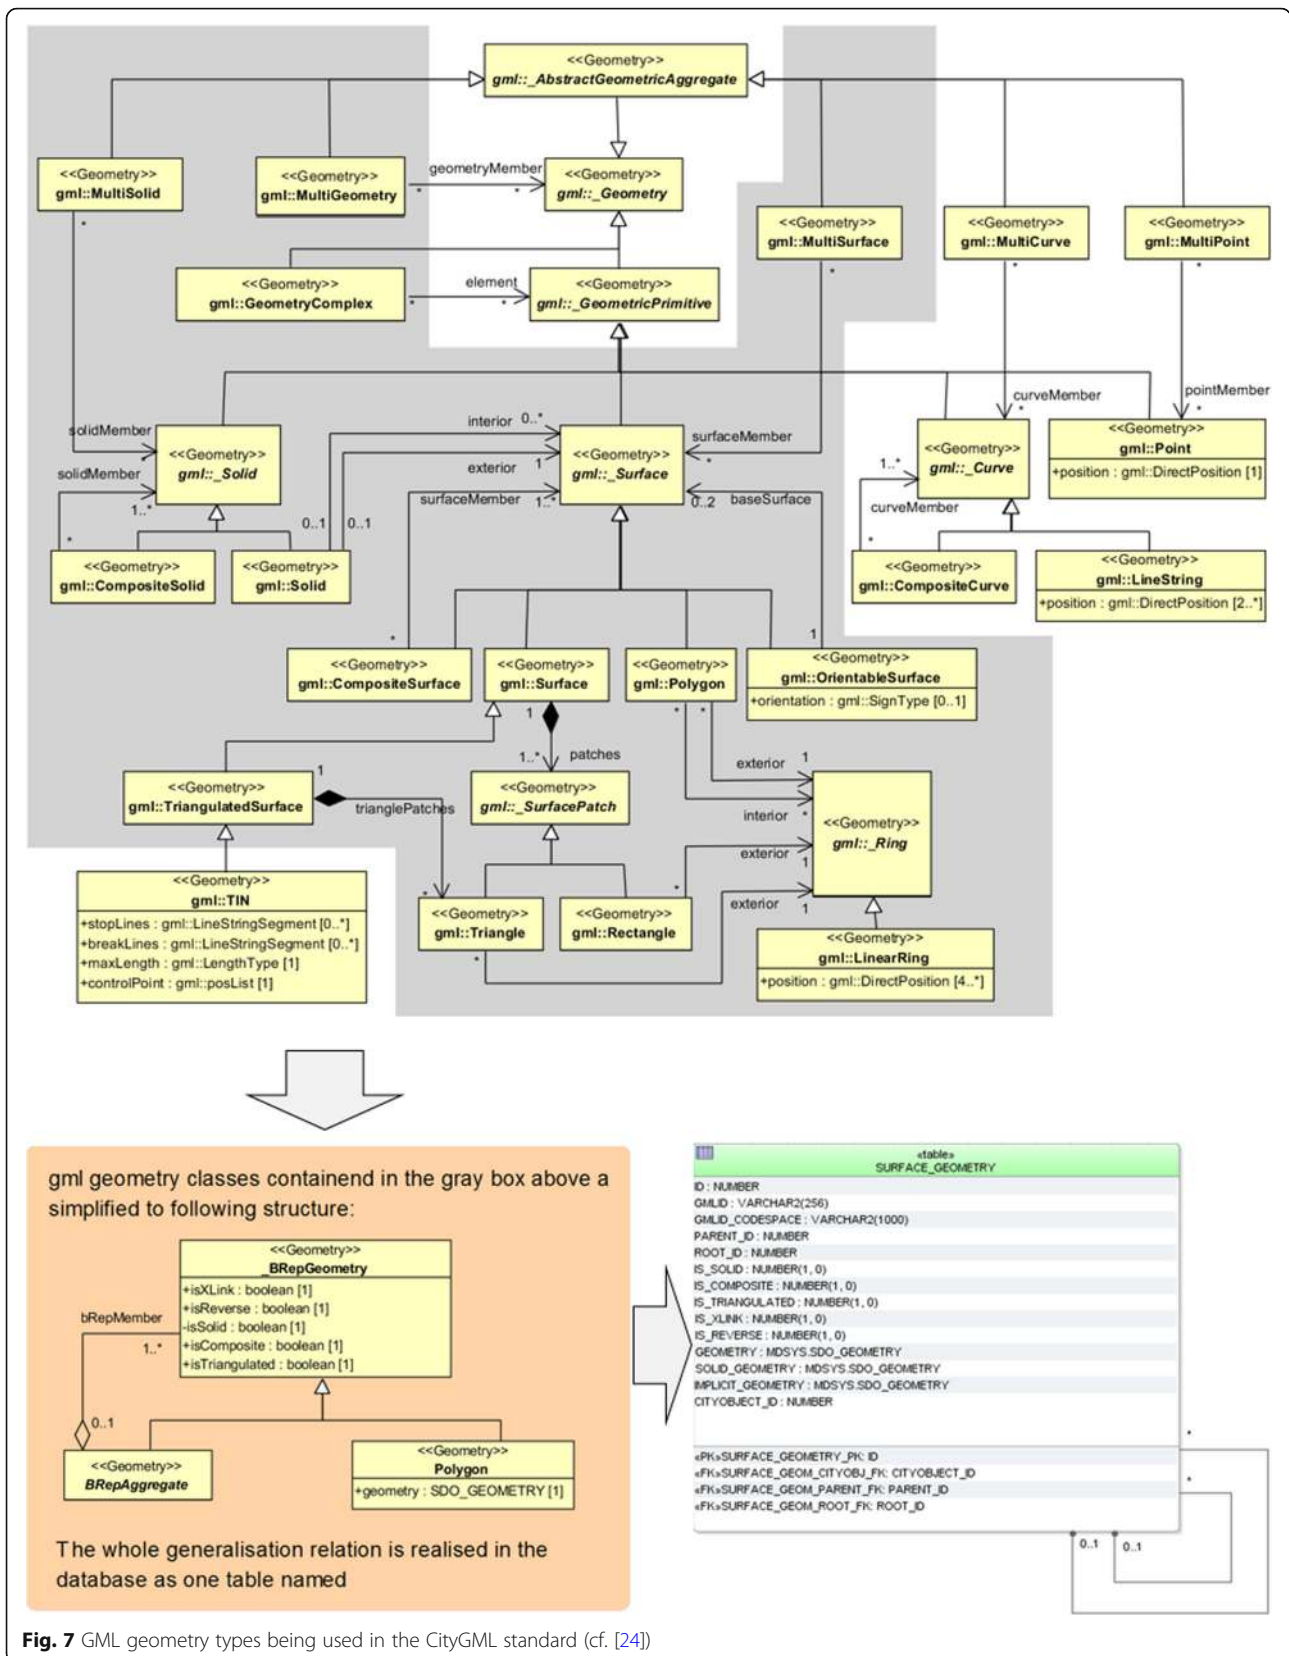 <<Geometry>>
gml::_AbstractGeometricAggregate
<<Geometry>>
gml::MultiSolid
*
<<Geometry>>
gml::MultiGeometry
geometryMember
*
*
<<Geometry>>
gml::_Geometry
<<Geometry>>
gml::MultiSurface
*
<<Geometry>>
gml::MultiCurve
*
<<Geometry>>
gml::MultiPoint
*
<<Geometry>>
gml::GeometryComplex
element
*
*
<<Geometry>>
gml::_GeometricPrimitive
solidMember
*
<<Geometry>>
gml::_Solid
solidMember
1..*
*
interior
0..*
exterior
1
surfaceMember
1..*
<<Geometry>>
gml::_Surface
surfaceMember
*
baseSurface
0..2
curveMember
*
<<Geometry>>
gml::_Curve
1..*
curveMember
*
pointMember
*
<<Geometry>>
gml::Point
+position : gml::DirectPosition [1]
0..1
0..1
<<Geometry>>
gml::CompositeSolid
<<Geometry>>
gml::Solid
<<Geometry>>
gml::CompositeCurve
<<Geometry>>
gml::LineString
+position : gml::DirectPosition [2..*]
*
1
<<Geometry>>
gml::CompositeSurface
<<Geometry>>
gml::Surface
<<Geometry>>
gml::Polygon
<<Geometry>>
gml::OrientableSurface
+orientation : gml::SignType [0..1]
1
*
*
1..*
patches
exterior
1
interior
*
exterior
1
exterior
1
<<Geometry>>
gml::TriangulatedSurface
1
trianglePatches
*
<<Geometry>>
gml::_SurfacePatch
<<Geometry>>
gml::_Ring
<<Geometry>>
gml::TIN
+stopLines : gml::LineStringSegment [0..*]
+breakLines : gml::LineStringSegment [0..*]
+maxLength : gml::LengthType [1]
+controlPoint : gml::posList [1]
<<Geometry>>
gml::Triangle
*
<<Geometry>>
gml::Rectangle
*
<<Geometry>>
gml::LinearRing
+position : gml::DirectPosition [4..*]
gml geometry classes containend in the gray box above a
simplified to following structure:
<<Geometry>>
_BRepGeometry
+isXLink : boolean [1]
+isReverse : boolean [1]
-isSolid : boolean [1]
+isComposite : boolean [1]
+isTriangulated : boolean [1]
bRepMember
1..*
0..1
<<Geometry>>
BRepAggregate
<<Geometry>>
Polygon
+geometry : SDO_GEOMETRY [1]
The whole generalisation relation is realised in the
database as one table named
«table»
SURFACE_GEOMETRY
ID : NUMBER
GMLID : VARCHAR2(256)
GMLID_CODESPACE : VARCHAR2(1000)
PARENT_ID : NUMBER
ROOT_ID : NUMBER
IS_SOLID : NUMBER(1, 0)
IS_COMPOSITE : NUMBER(1, 0)
IS_TRIANGULATED : NUMBER(1, 0)
IS_XLINK : NUMBER(1, 0)
IS_REVERSE : NUMBER(1, 0)
GEOMETRY : MDSYS.SDO_GEOMETRY
SOLID_GEOMETRY : MDSYS.SDO_GEOMETRY
IMPLICIT_GEOMETRY : MDSYS.SDO_GEOMETRY
CITYOBJECT_ID : NUMBER
«PK»SURFACE_GEOMETRY_PK: ID
«FK»SURFACE_GEOM_CITYOBJ_FK: CITYOBJECT_ID
«FK»SURFACE_GEOM_PARENT_FK: PARENT_ID
«FK»SURFACE_GEOM_ROOT_FK: ROOT_ID
*
*
0..1
0..1
Fig. 7 GML geometry types being used in the CityGML standard (cf. [24])